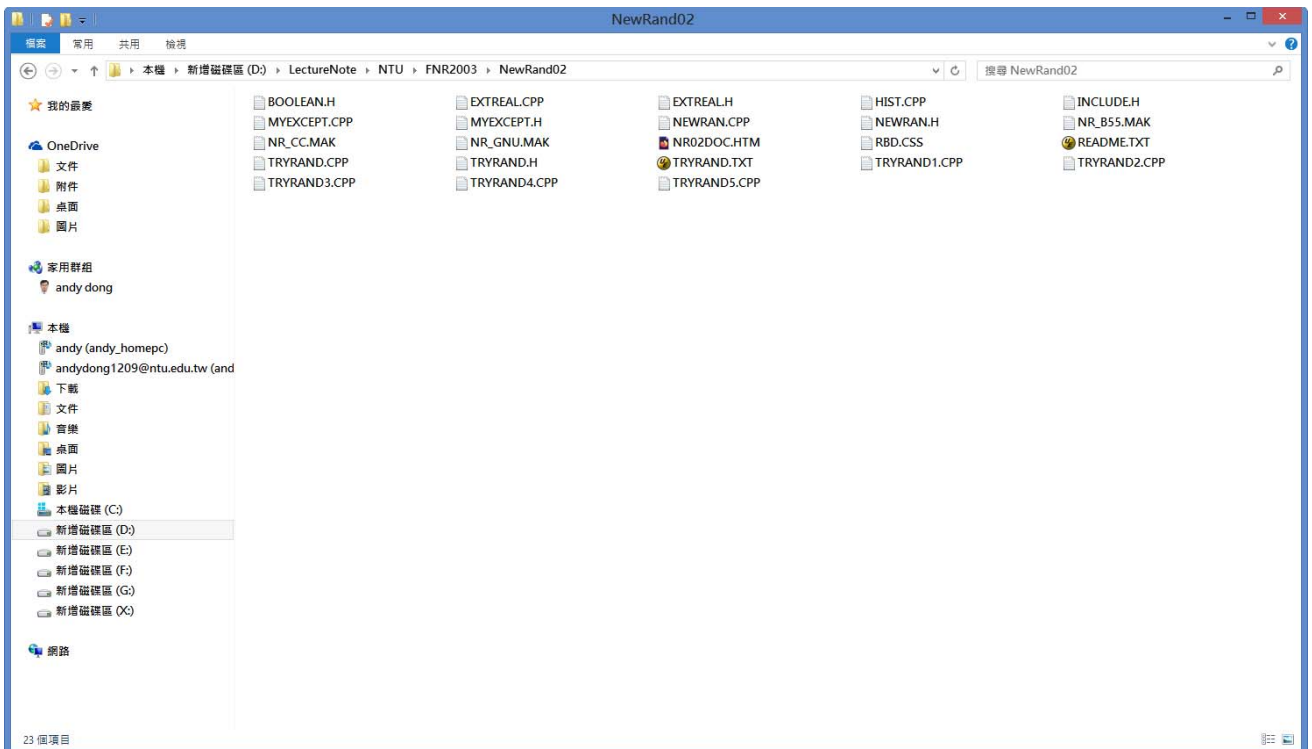 NewRand02
檔案 常用 共用 檢視
本機 新增磁碟區 (D:) LectureNote NTU FNR2003 NewRand02 搜尋 NewRand02
我的最愛
OneDrive
文件
附件
桌面
圖片
家用群組
andy dong
本機
andy (andy_homepc)
andydong1209@ntu.edu.tw (and
下載
文件
音樂
桌面
圖片
影片
本機磁碟 (C:)
新增磁碟區 (D:)
新增磁碟區 (E:)
新增磁碟區 (F:)
新增磁碟區 (G:)
新增磁碟區 (X:)
網路
BOOLEAN.H EXTREAL.CPP EXTREAL.H HIST.CPP INCLUDE.H
MYEXCEPT.CPP MYEXCEPT.H NEWRAN.CPP NEWRAN.H NR_B55.MAK
NR_CC.MAK NR_GNU.MAK NR02DOC.HTM RBD.CSS README.TXT
TRYRAND.CPP TRYRAND.H TRYRAND.TXT TRYRAND1.CPP TRYRAND2.CPP
TRYRAND3.CPP TRYRAND4.CPP TRYRAND5.CPP
23 個項目